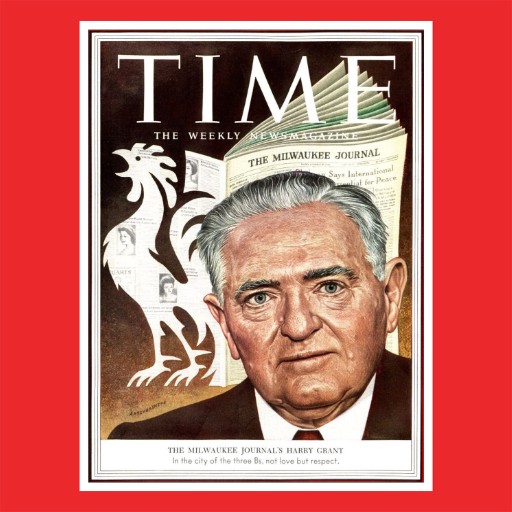 TIME
THE WEEKLY NEWSMAGAZINE
THE MILWAUKEE JOURNAL
Says International
for Peace
THE MILWAUKEE JOURNAL'S HARRY GRANT
In the city of the three Bs, not love but respect.